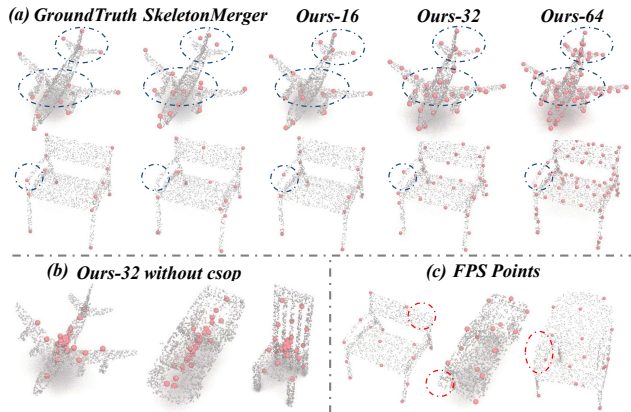 (a) GroundTruth SkeletonMerger Ours-16 Ours-32 Ours-64
(b) Ours-32 without csop
(c) FPS Points